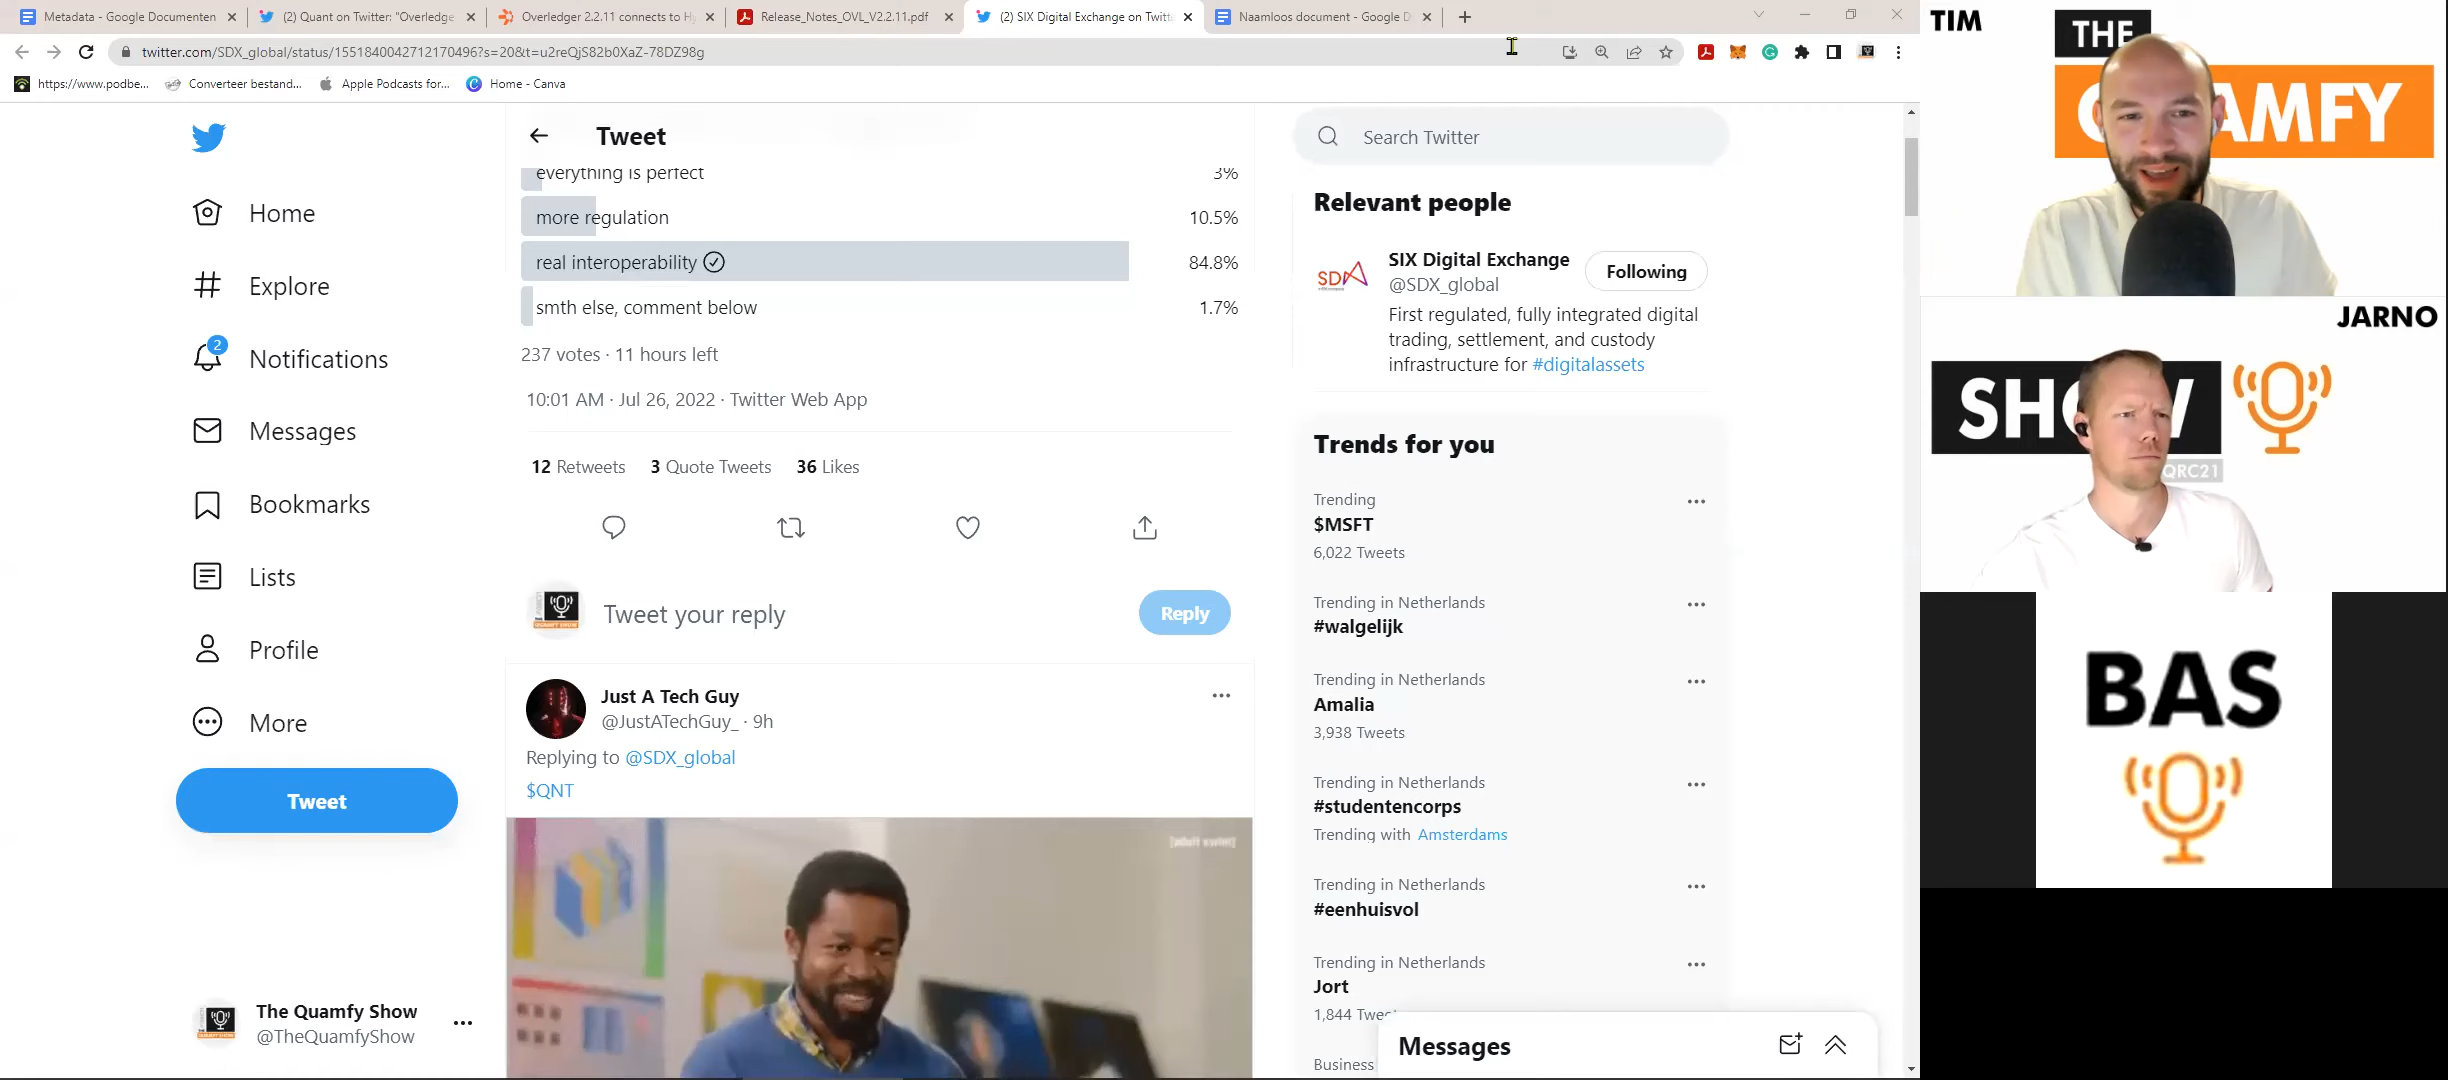 Metadata - Google Documenten
(2) Quant on Twitter: "Overledge
Overledger 2.2.11 connects to Hy
Release_Notes_OVL_V2.2.11.pdf
(2) SIX Digital Exchange on Twitt
Naamloos document - Google D
twitter.com/SDX_global/status/1551840042712170496?s=20&t=u2reQjS82b0XaZ-78DZ98g
https://www.podbe...
Converteer bestand...
Apple Podcasts for...
Home - Canva
Home
Explore
2
Notifications
Messages
Bookmarks
Lists
Profile
More
Tweet
The Quamfy Show
@TheQuamfyShow
Tweet
everything is perfect 3%
more regulation 10.5%
real interoperability 84.8%
smth else, comment below 1.7%
237 votes · 11 hours left
10:01 AM · Jul 26, 2022 · Twitter Web App
12 Retweets 3 Quote Tweets 36 Likes
Tweet your reply
Reply
Just A Tech Guy
@JustATechGuy_ · 9h
Replying to @SDX_global
$QNT
Search Twitter
Relevant people
SDX
SIX Digital Exchange
@SDX_global
Following
First regulated, fully integrated digital
trading, settlement, and custody
infrastructure for #digitalassets
Trends for you
Trending
$MSFT
6,022 Tweets
Trending in Netherlands
#walgelijk
Trending in Netherlands
Amalia
3,938 Tweets
Trending in Netherlands
#studentencorps
Trending with Amsterdams
Trending in Netherlands
#eenhuisvol
Trending in Netherlands
Jort
1,844 Twee
Business
Messages
TIM
THE
QUAMFY
JARNO
SHOW
QRC21
BAS